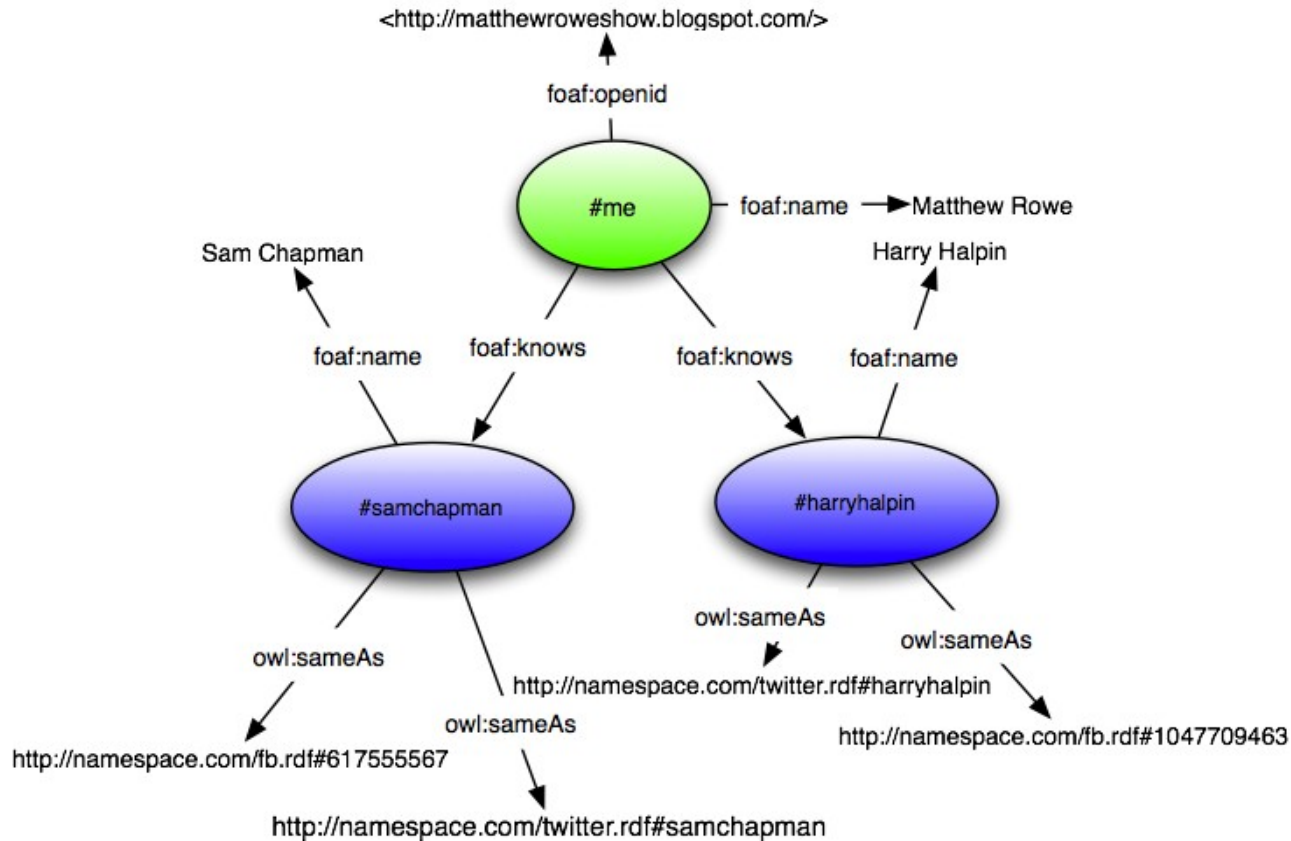 <http://matthewroweshow.blogspot.com/>
foaf:openid
#me
foaf:name
Matthew Rowe
Sam Chapman
Harry Halpin
foaf:name
foaf:knows
foaf:knows
foaf:name
#samchapman
#harryhalpin
owl:sameAs
owl:sameAs
owl:sameAs
http://namespace.com/twitter.rdf#harryhalpin
owl:sameAs
http://namespace.com/fb.rdf#617555567
http://namespace.com/fb.rdf#1047709463
http://namespace.com/twitter.rdf#samchapman